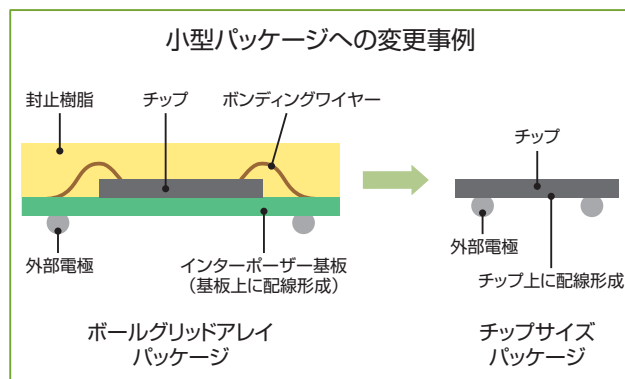 小型パッケージへの変更事例
封止樹脂
チップ
ボンディングワイヤー
外部電極
インターポーザー基板
（基板上に配線形成）
ボールグリッドアレイ
パッケージ
チップ
外部電極
チップ上に配線形成
チップサイズ
パッケージ